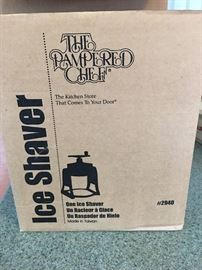 THE
PAMPERED
CHEF®
The Kitchen Store
That Comes To Your Door®
Ice Shaver
One Ice Shaver
Un Racleur à Glace
Un Raspador de Hielo
Made in Taiwan
#2940